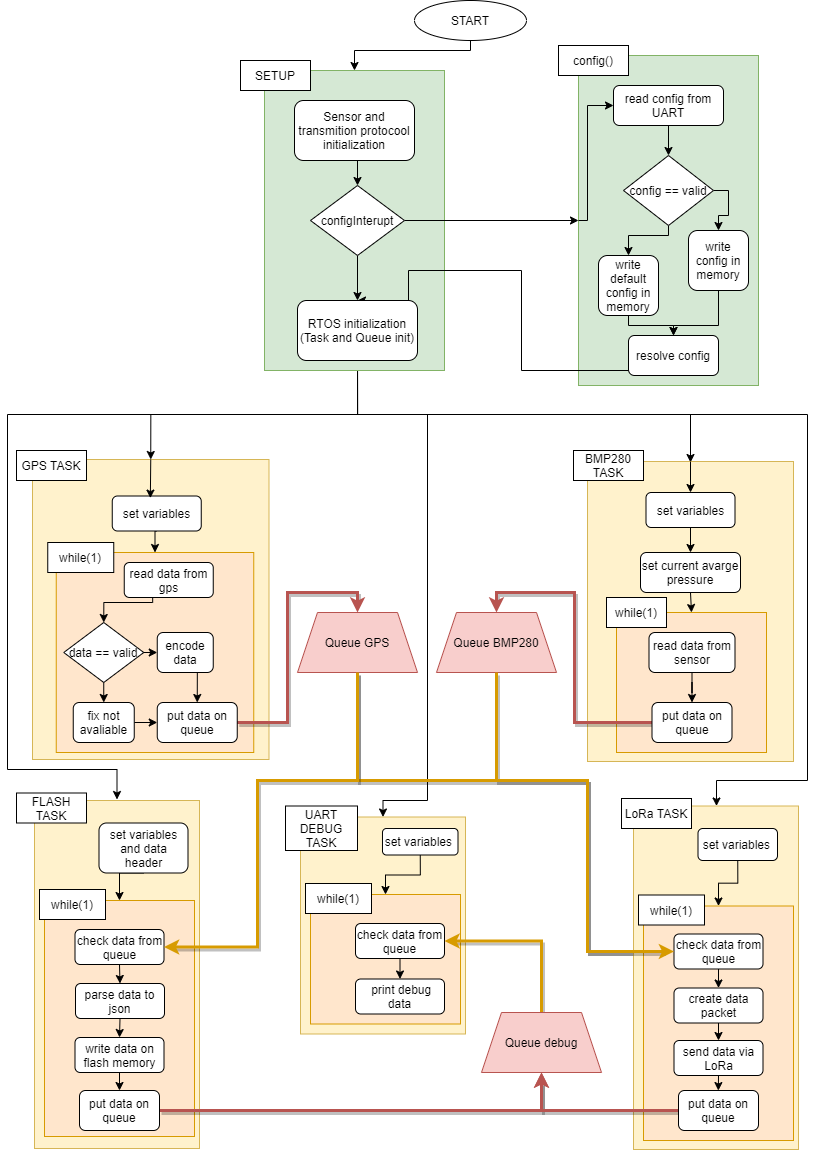 START
SETUP
Sensor and
transmition protocool
initialization
configInterupt
RTOS initialization
(Task and Queue init)
config()
read config from
UART
config == valid
write
default
config in
memory
write
config in
memory
resolve config
GPS TASK
set variables
while(1)
read data from
gps
data == valid
encode
data
fix not
avaliable
put data on
queue
Queue GPS
Queue BMP280
BMP280
TASK
set variables
set current avarge
pressure
while(1)
read data from
sensor
put data on
queue
FLASH
TASK
set variables
and data
header
while(1)
check data from
queue
parse data to
json
write data on
flash memory
put data on
queue
UART
DEBUG
TASK
set variables
while(1)
check data from
queue
print debug
data
Queue debug
LoRa TASK
set variables
while(1)
check data from
queue
create data
packet
send data via
LoRa
put data on
queue